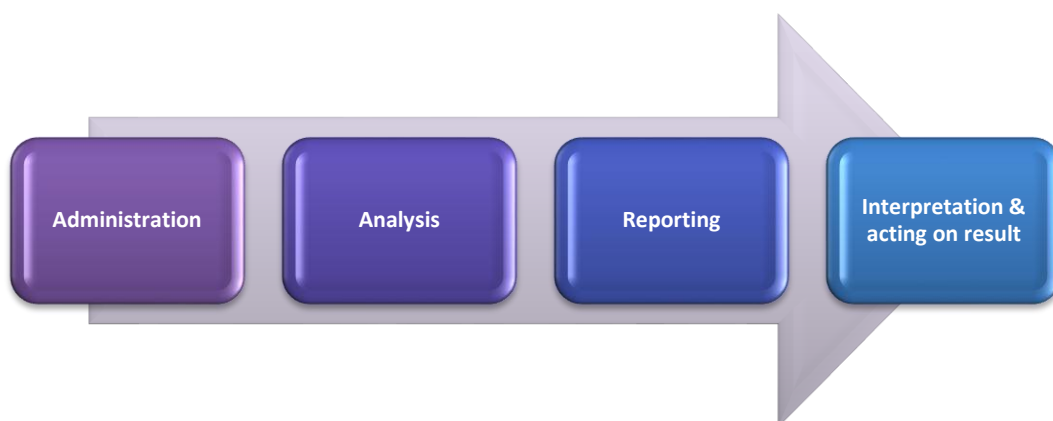 Administration
Analysis
Reporting
Interpretation &
acting on result